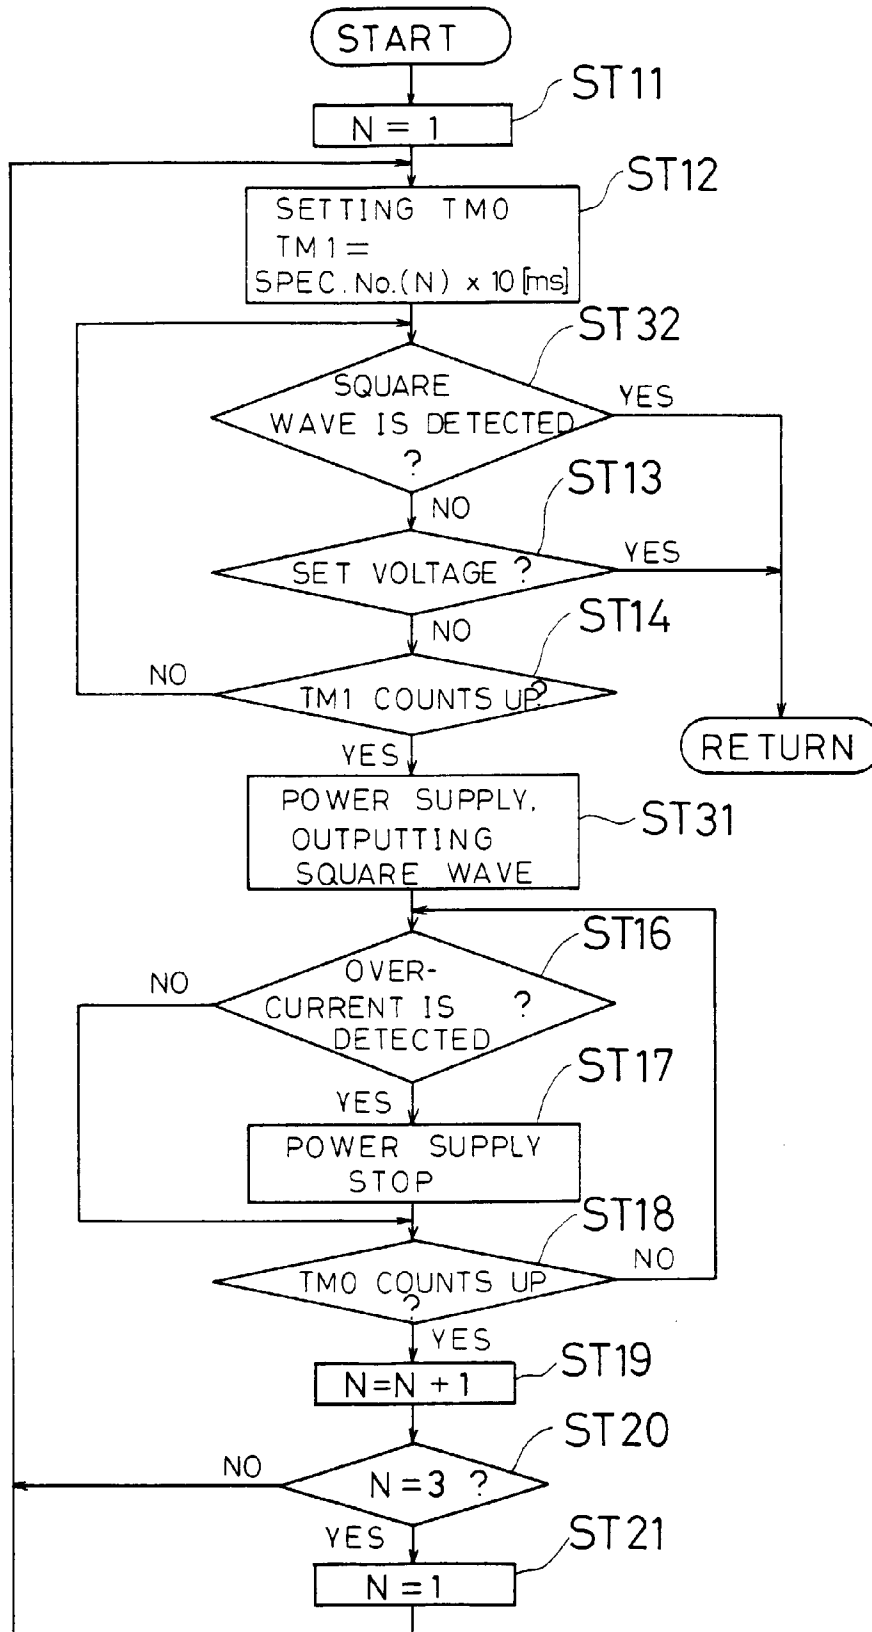 START
ST11
N = 1
ST12
SETTING TM0
TM1=
SPEC.No.(N) x 10 [ms]
ST32
SQUARE
WAVE IS DETECTED
?
YES
NO
ST13
SET VOLTAGE ?
YES
NO
ST14
TM1 COUNTS UP?
NO
YES
RETURN
POWER SUPPLY,
OUTPUTTING
SQUARE WAVE
ST31
ST16
OVER-
CURRENT IS ?
DETECTED
NO
YES
ST17
POWER SUPPLY
STOP
ST18
TM0 COUNTS UP
?
NO
YES
ST19
N=N+1
ST20
N=3 ?
NO
YES
ST21
N=1